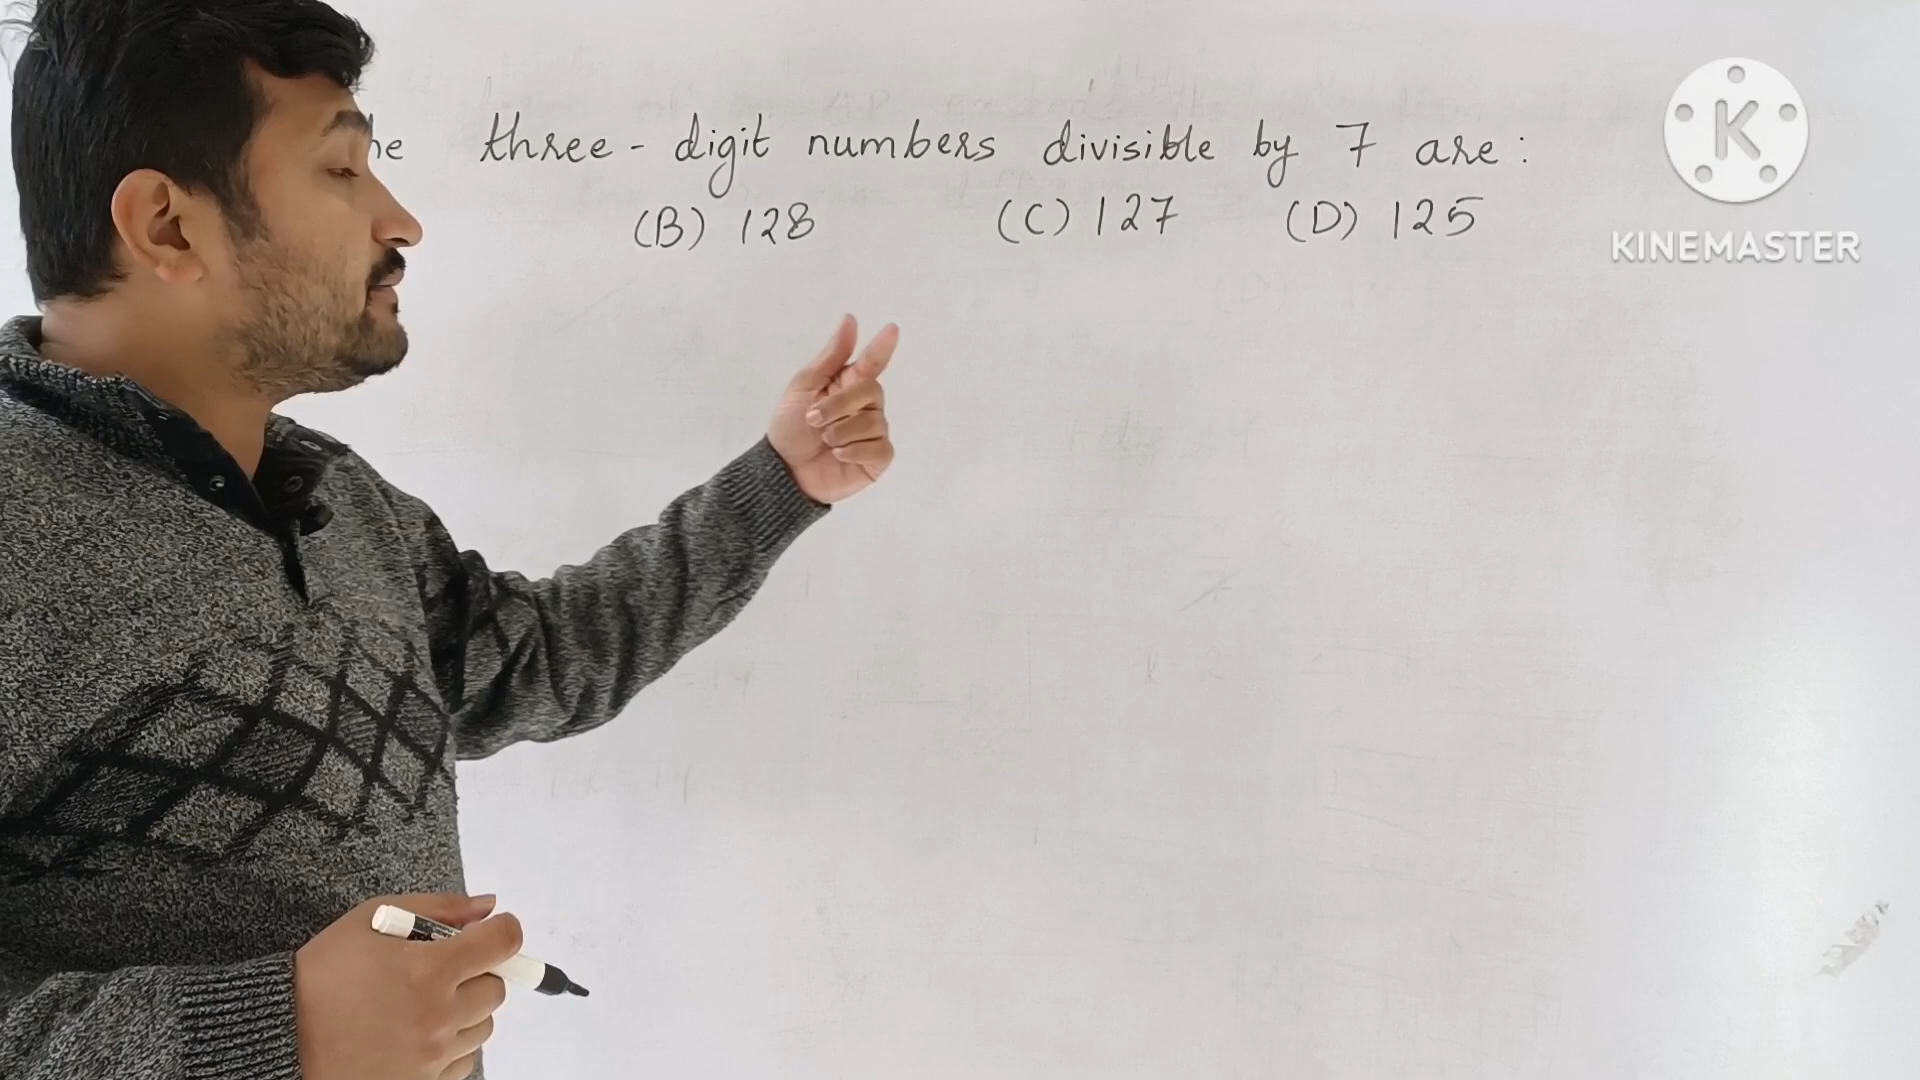 he three - digit numbers divisible by 7 are :
(B) 128 (C) 127 (D) 125
K
KINEMASTER